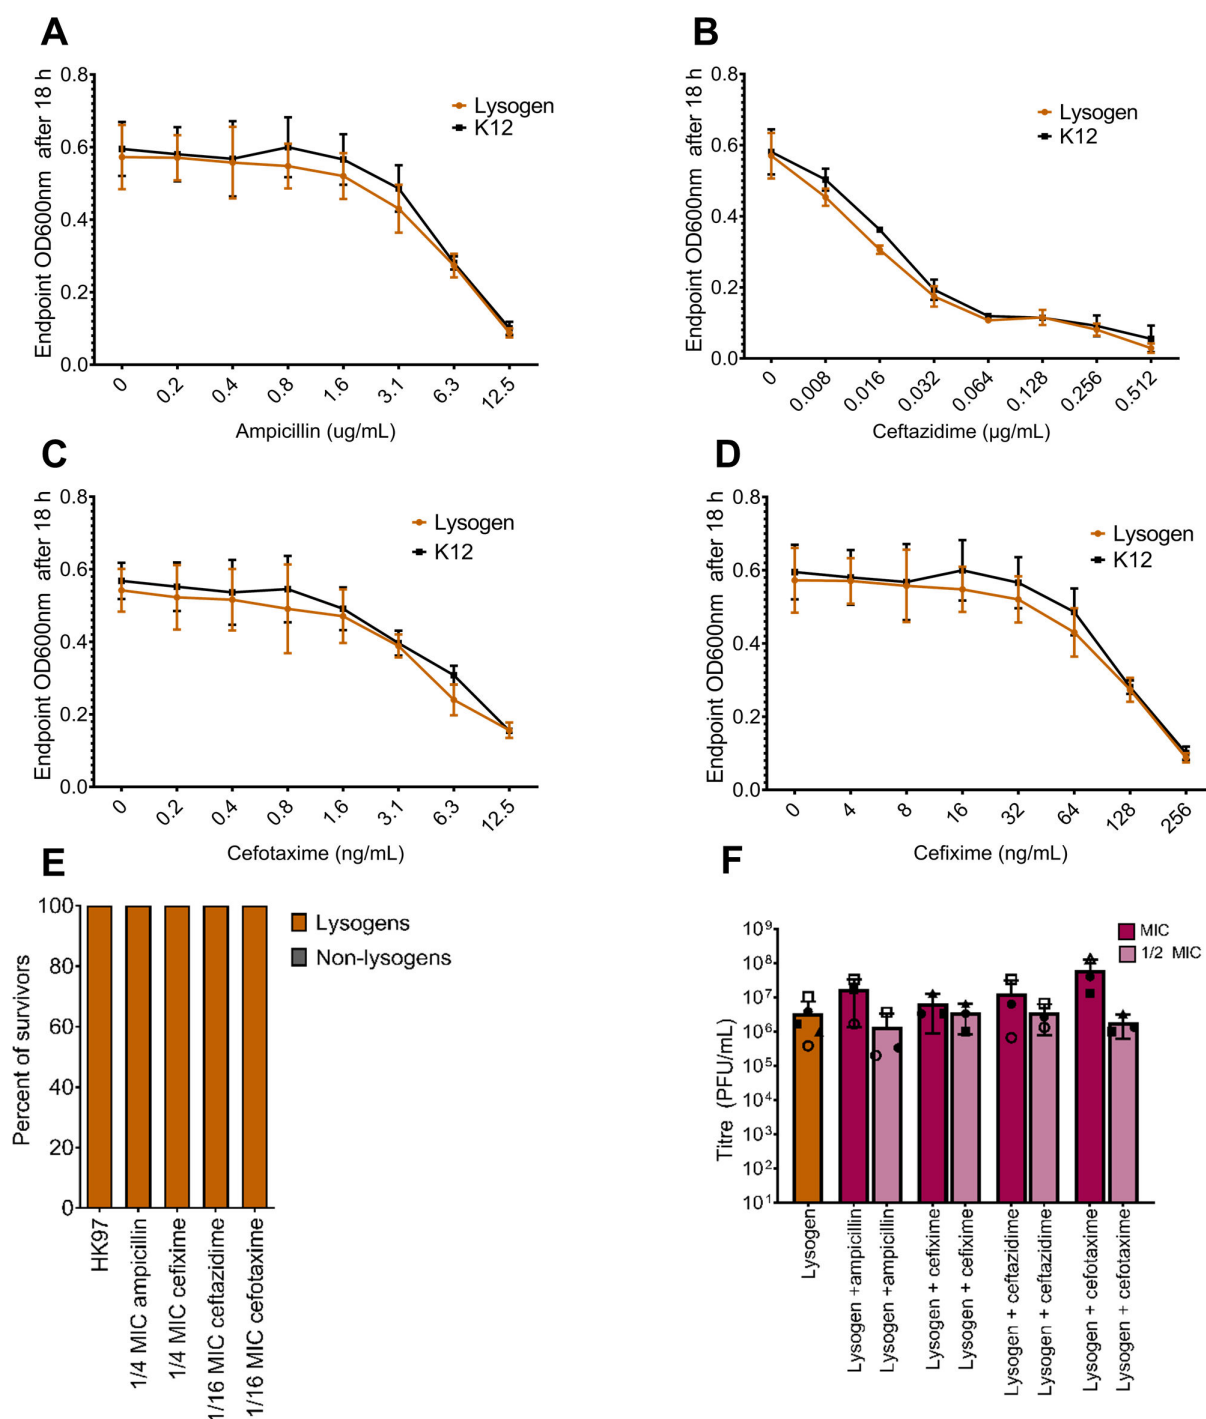 A
Endpoint OD600nm after 18 h
0.8
0.6
0.4
0.2
0.0
Lysogen
K12
0
0.2
0.4
0.8
1.6
3.1
6.3
12.5
Ampicillin (ug/mL)
B
Endpoint OD600nm after 18 h
0.8
0.6
0.4
0.2
0.0
Lysogen
K12
0
0.008
0.016
0.032
0.064
0.128
0.256
0.512
Ceftazidime (µg/mL)
C
Endpoint OD600nm after 18 h
0.8
0.6
0.4
0.2
0.0
Lysogen
K12
0
0.2
0.4
0.8
1.6
3.1
6.3
12.5
Cefotaxime (ng/mL)
D
Endpoint OD600nm after 18 h
0.8
0.6
0.4
0.2
0.0
Lysogen
K12
0
4
8
16
32
64
128
256
Cefixime (ng/mL)
E
Percent of survivors
100
80
60
40
20
0
Lysogens
Non-lysogens
HK97
1/4 MIC ampicillin
1/4 MIC cefixime
1/16 MIC ceftazidime
1/16 MIC cefotaxime
F
Titre (PFU/mL)
10⁹
10⁸
10⁷
10⁶
10⁵
10⁴
10³
10²
10¹
MIC
1/2 MIC
Lysogen
Lysogen +ampicillin
Lysogen +ampicillin
Lysogen + cefixime
Lysogen + cefixime
Lysogen + ceftazidime
Lysogen + ceftazidime
Lysogen + cefotaxime
Lysogen + cefotaxime